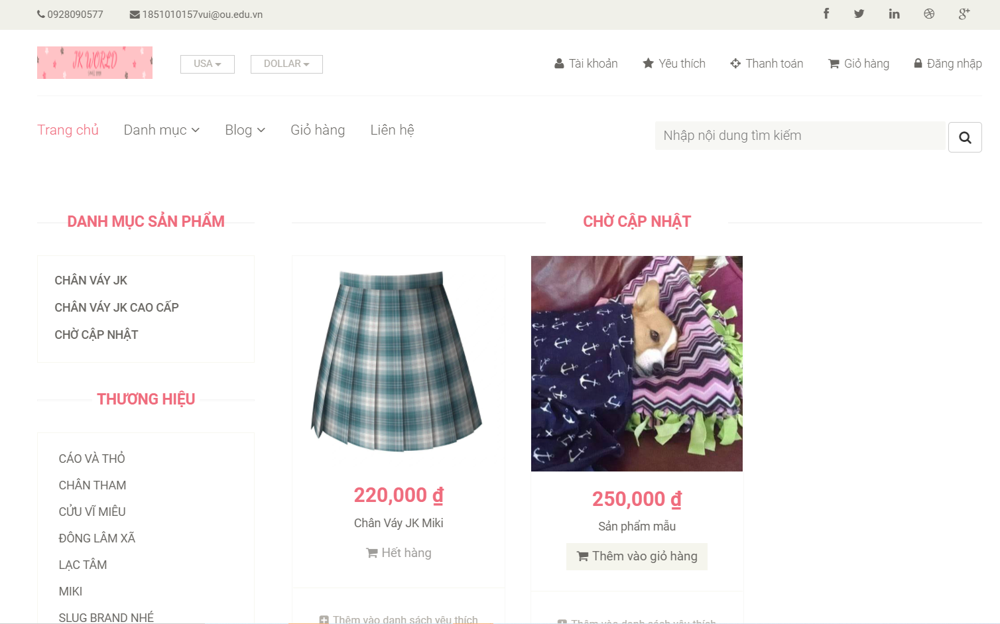 0928090577 1851010157vui@ou.edu.vn
JK WORLD
USA DOLLAR Tài khoản Yêu thích Thanh toán Giỏ hàng Đăng nhập
Trang chủ Danh mục Blog Giỏ hàng Liên hệ Nhập nội dung tìm kiếm
DANH MỤC SẢN PHẨM
CHÂN VÁY JK
CHÂN VÁY JK CAO CẤP
CHỜ CẬP NHẬT
THƯƠNG HIỆU
CÁO VÀ THỎ
CHÂN THAM
CỬU VĨ MIÊU
ĐÔNG LÂM XÃ
LẠC TÂM
MIKI
SLUG BRAND NHÉ
CHỜ CẬP NHẬT
220,000 ₫
Chân Váy JK Miki
Hết hàng
Thêm vào danh sách yêu thích
250,000 ₫
Sản phẩm mẫu
Thêm vào giỏ hàng
Thêm vào danh sách yêu thích